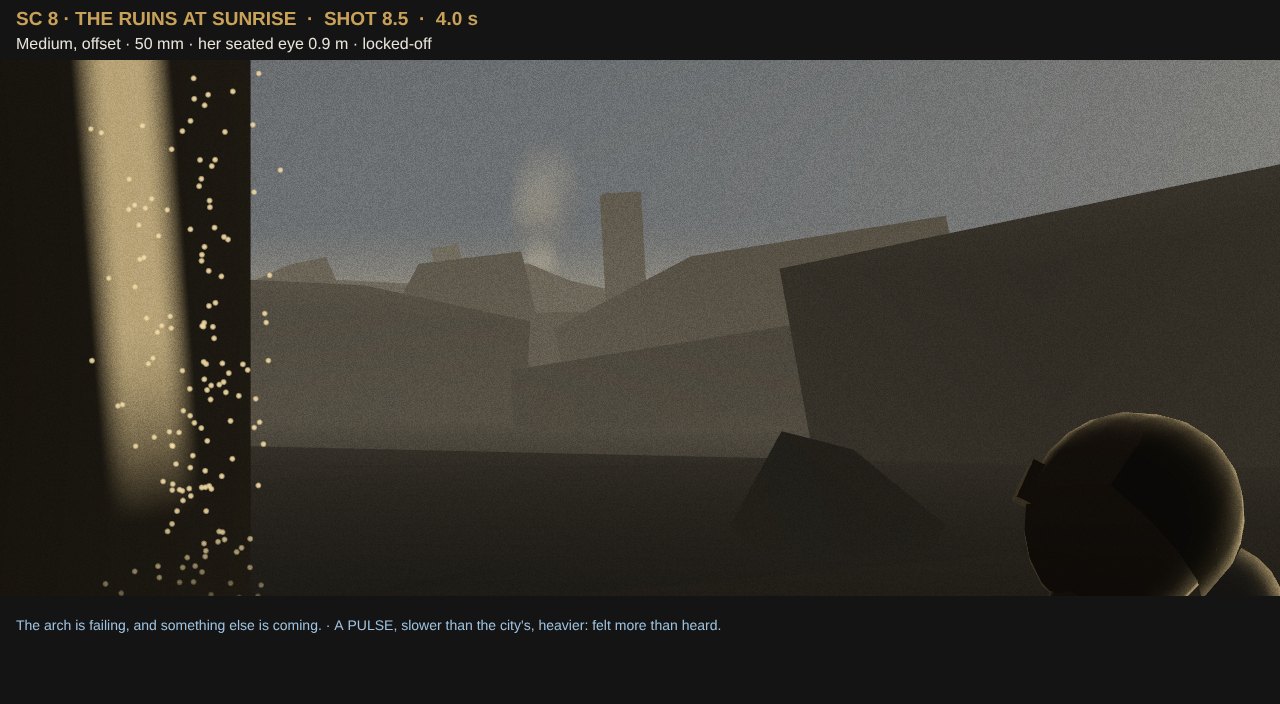 SC 8 · THE RUINS AT SUNRISE · SHOT 8.5 · 4.0 s
Medium, offset · 50 mm · her seated eye 0.9 m · locked-off
The arch is failing, and something else is coming. · A PULSE, slower than the city's, heavier: felt more than heard.